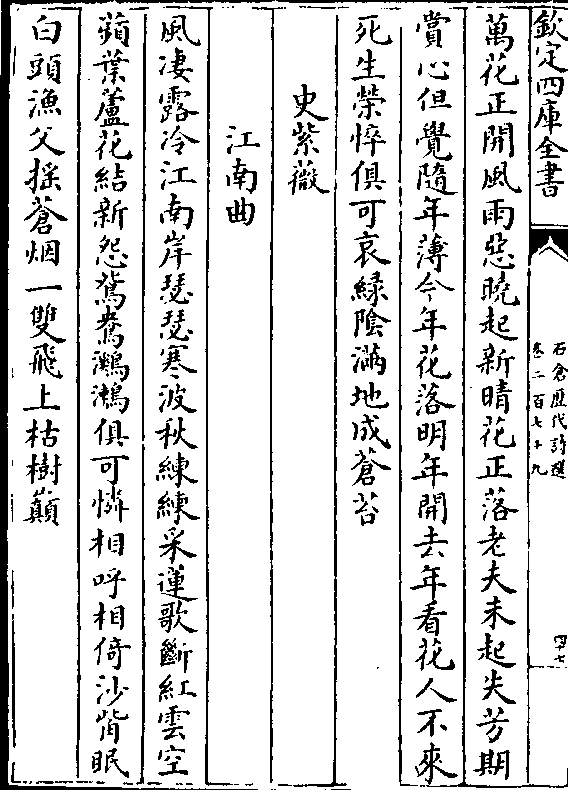 欽定四庫全書
石倉歷代詩選
卷二百七十九
四十七
萬花正開風雨惡曉起新晴花正落老夫未起失芳期
賞心但覺隨年薄今年花落明年開去年看花人不來
死生榮悴俱可哀綠陰滿地成蒼苔
史紫薇
江南曲
風凄露冷江南岸瑟瑟寒波秋練練采蓮歌斷紅雲空
蘋葉蘆花結新怨鴛鴦鸂鶒俱可憐相呼相倚沙觜眠
白頭漁父揺蒼烟一雙飛上枯樹巔